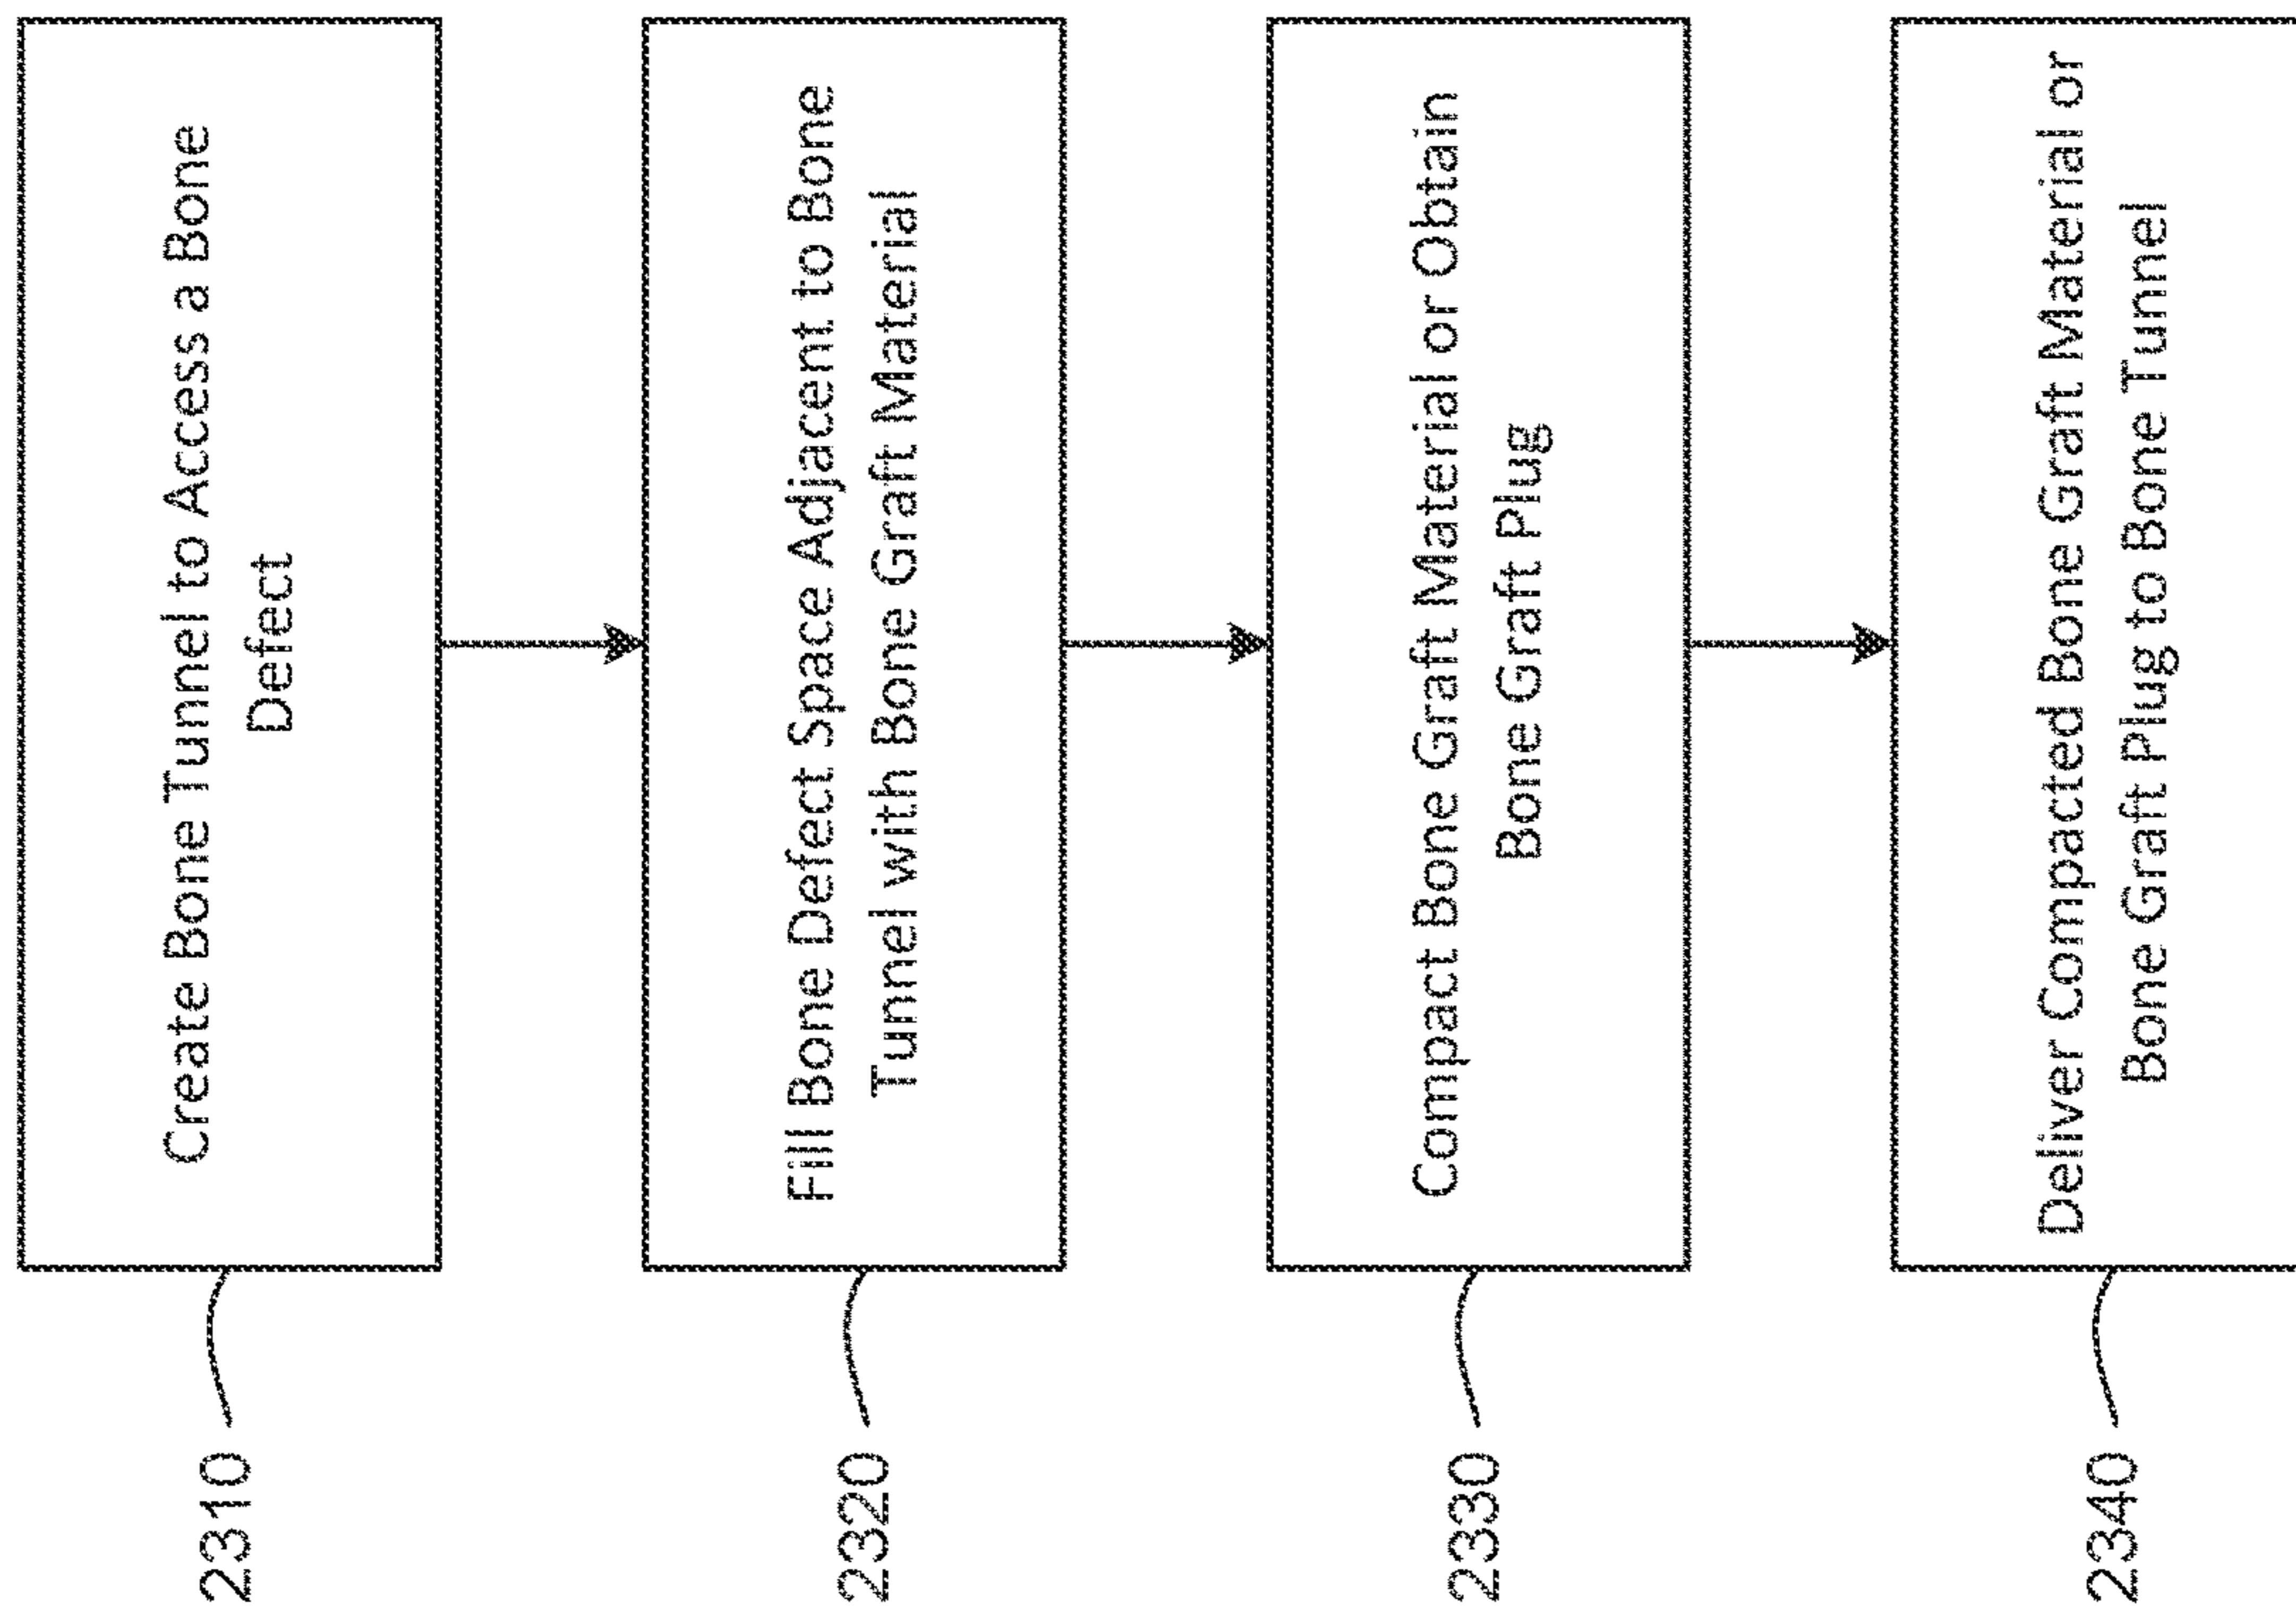 2310
Create Bone Tunnel to Access a Bone
Defect
2320
Fill Bone Defect Space Adjacent to Bone
Tunnel with Bone Graft Material
2330
Compact Bone Graft Material or Obtain
Bone Graft Plug
2340
Deliver Compacted Bone Graft Material or
Bone Graft Plug to Bone Tunnel